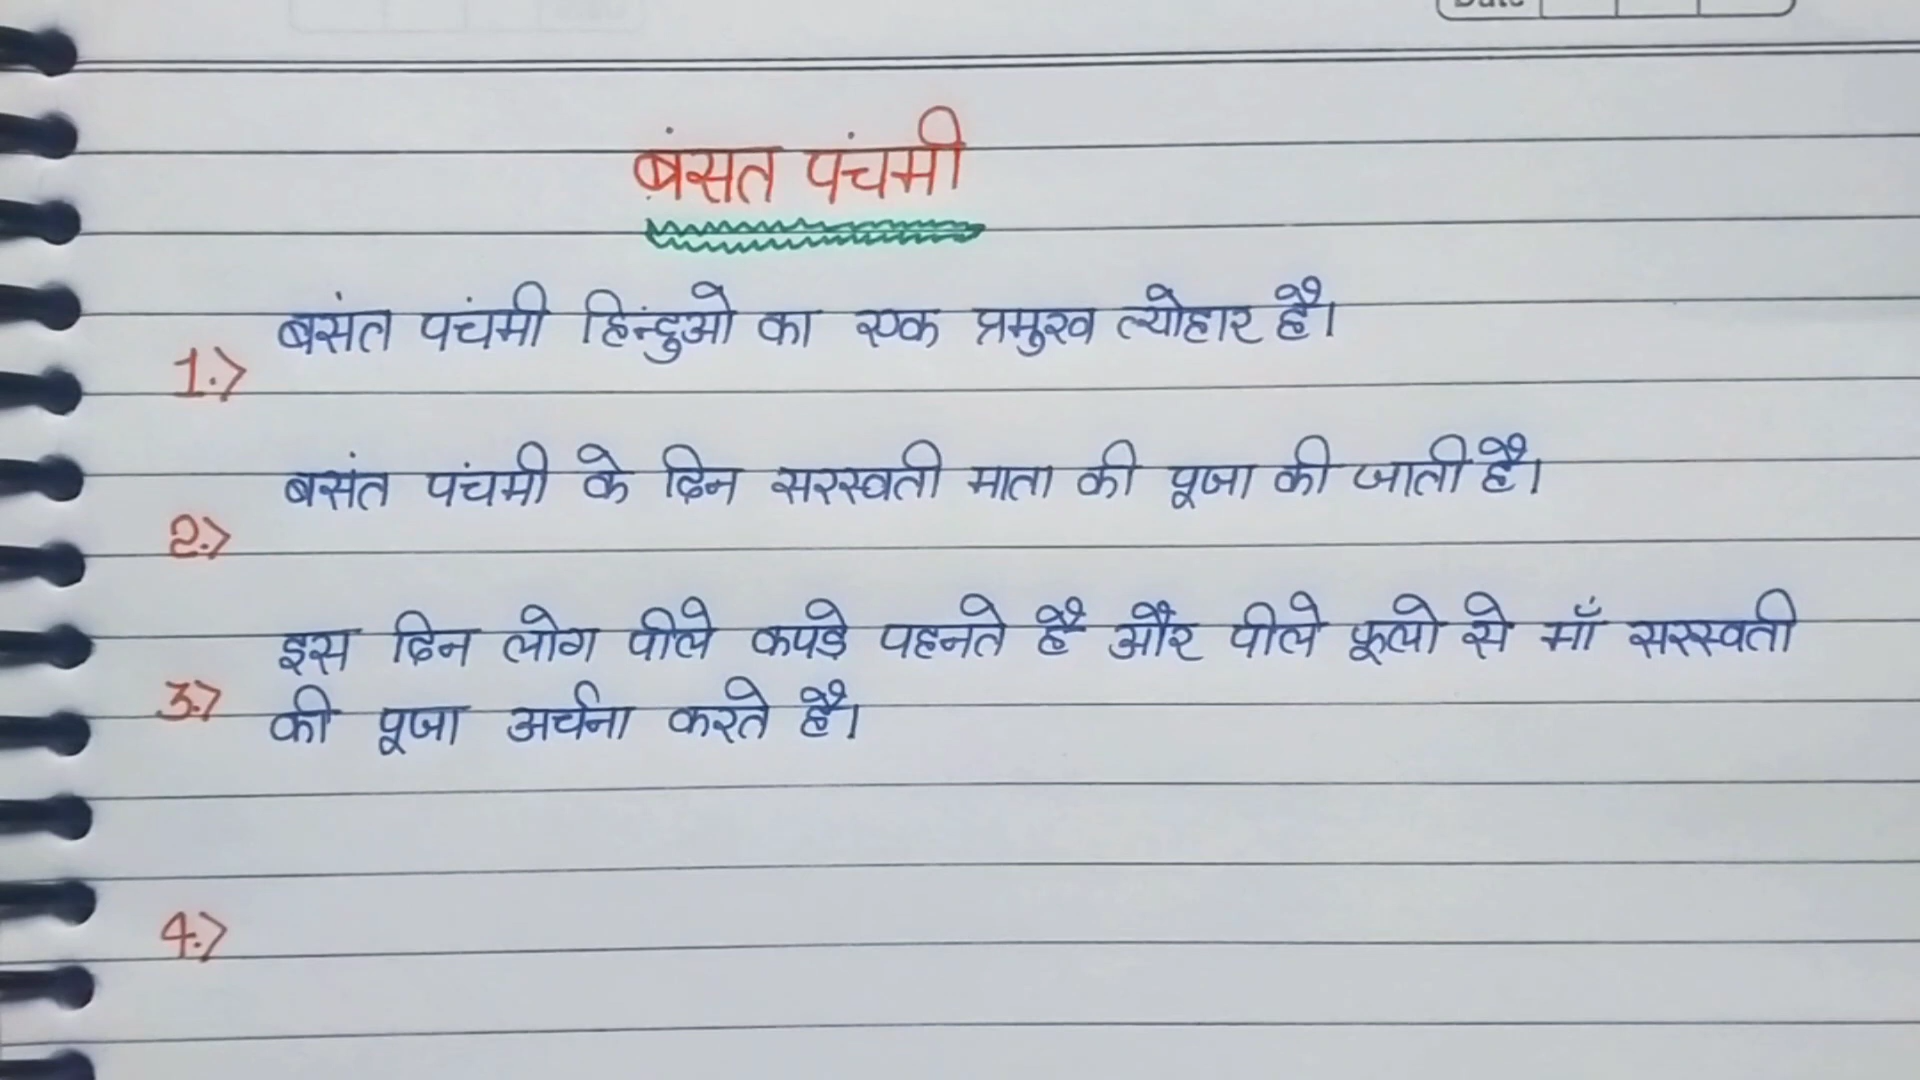 Date
बंसत पंचमी
1.> बसंत पंचमी हिन्दुओ का एक प्रमुख त्योहार है।
2.> बसंत पंचमी के दिन सरस्वती माता की पूजा की जाती है।
3.> इस दिन लोग पीले कपडे पहनते है और पीले फूलो से माँ सरस्वती
की पूजा अर्चना करते है।
4.>